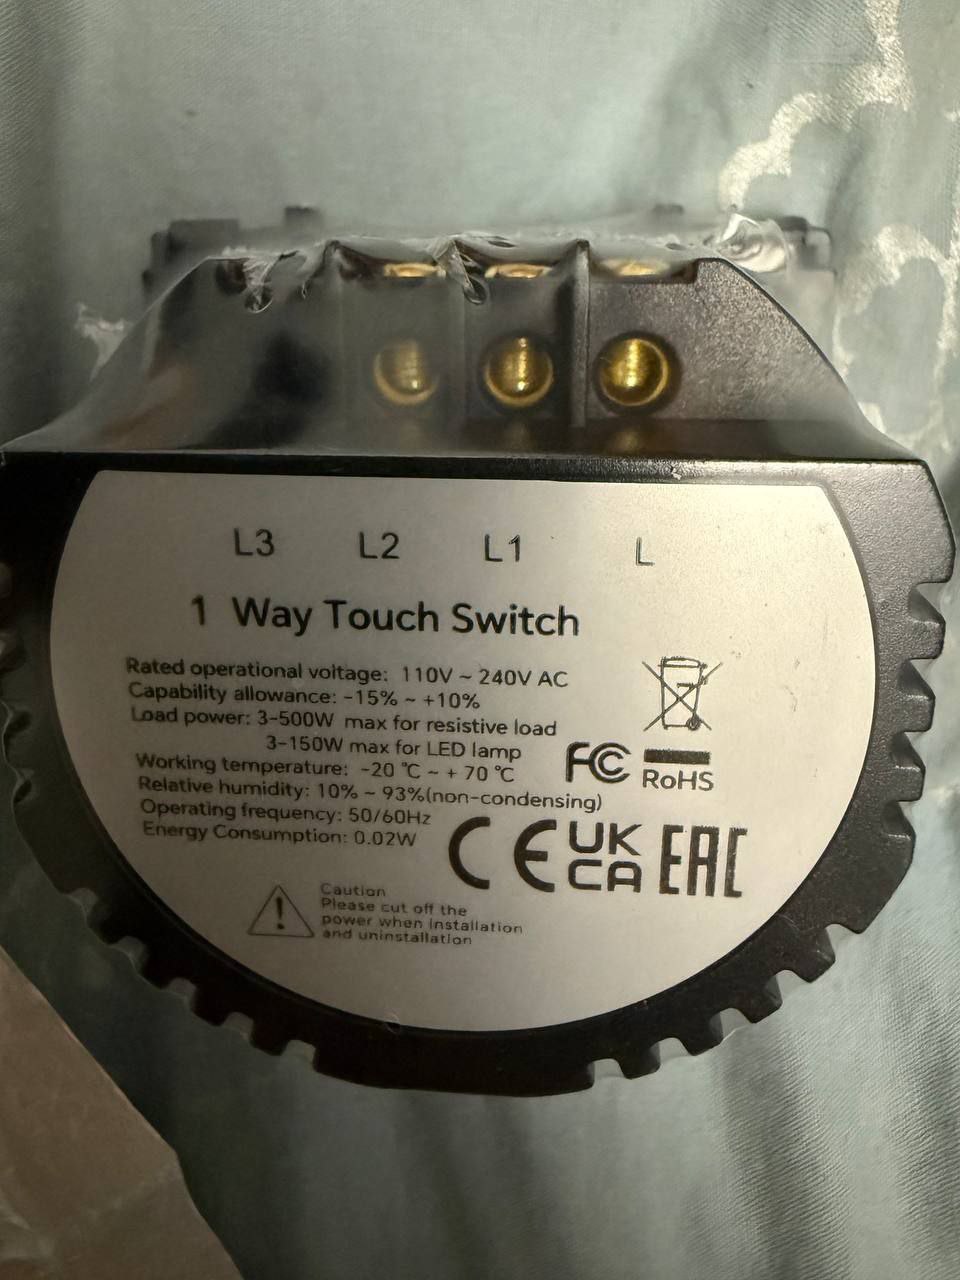 L3 L2 L1 L
1 Way Touch Switch
Rated operational voltage: 110V ~ 240V AC
Capability allowance: -15% ~ +10%
Load power: 3-500W max for resistive load
3-150W max for LED lamp
Working temperature: -20 ℃ ~ + 70 ℃
Relative humidity: 10% ~ 93%(non-condensing)
Operating frequency: 50/60Hz
Energy Consumption: 0.02W
FC RoHS
CE UK CA EAC
Caution
Please cut off the
power when installation
and uninstallation